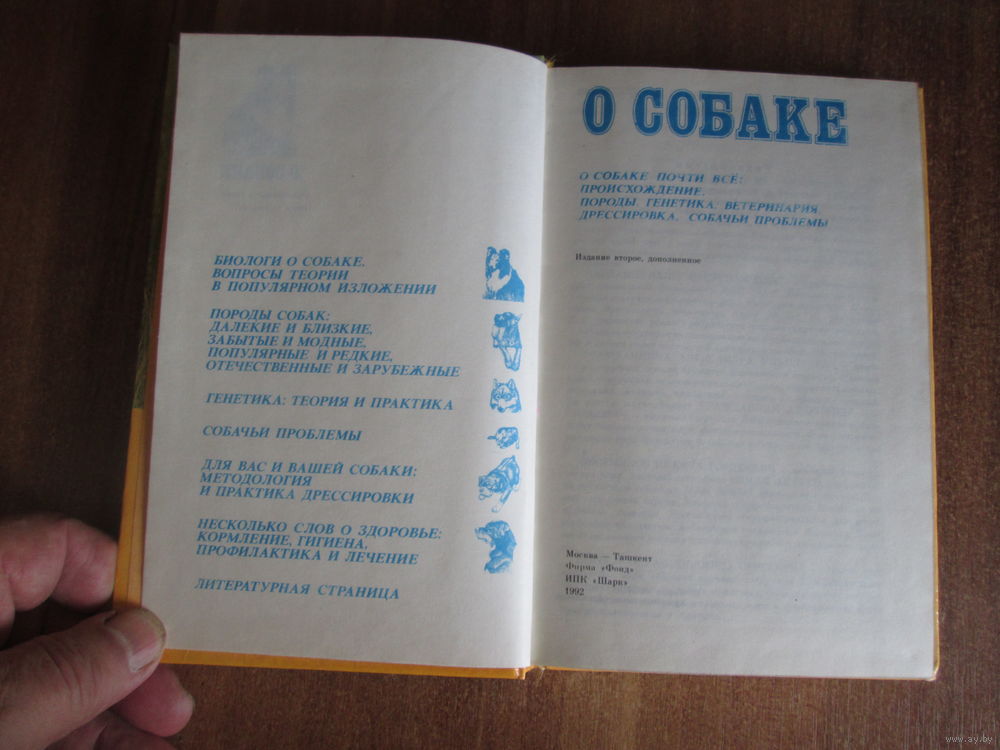 БИОЛОГИ О СОБАКЕ.
ВОПРОСЫ ТЕОРИИ
В ПОПУЛЯРНОМ ИЗЛОЖЕНИИ
ПОРОДЫ СОБАК:
ДАЛЕКИЕ И БЛИЗКИЕ,
ЗАБЫТЫЕ И МОДНЫЕ,
ПОПУЛЯРНЫЕ И РЕДКИЕ,
ОТЕЧЕСТВЕННЫЕ И ЗАРУБЕЖНЫЕ
ГЕНЕТИКА: ТЕОРИЯ И ПРАКТИКА
СОБАЧЬИ ПРОБЛЕМЫ
ДЛЯ ВАС И ВАШЕЙ СОБАКИ:
МЕТОДОЛОГИЯ
И ПРАКТИКА ДРЕССИРОВКИ
НЕСКОЛЬКО СЛОВ О ЗДОРОВЬЕ:
КОРМЛЕНИЕ, ГИГИЕНА,
ПРОФИЛАКТИКА И ЛЕЧЕНИЕ
ЛИТЕРАТУРНАЯ СТРАНИЦА
О СОБАКЕ
О СОБАКЕ ПОЧТИ ВСЁ:
ПРОИСХОЖДЕНИЕ,
ПОРОДЫ, ГЕНЕТИКА, ВЕТЕРИНАРИЯ,
ДРЕССИРОВКА, СОБАЧЬИ ПРОБЛЕМЫ
Издание второе, дополненное
Москва — Ташкент
Фирма «Фонд»
ИПК «Шарк»
1992
www.ay.by